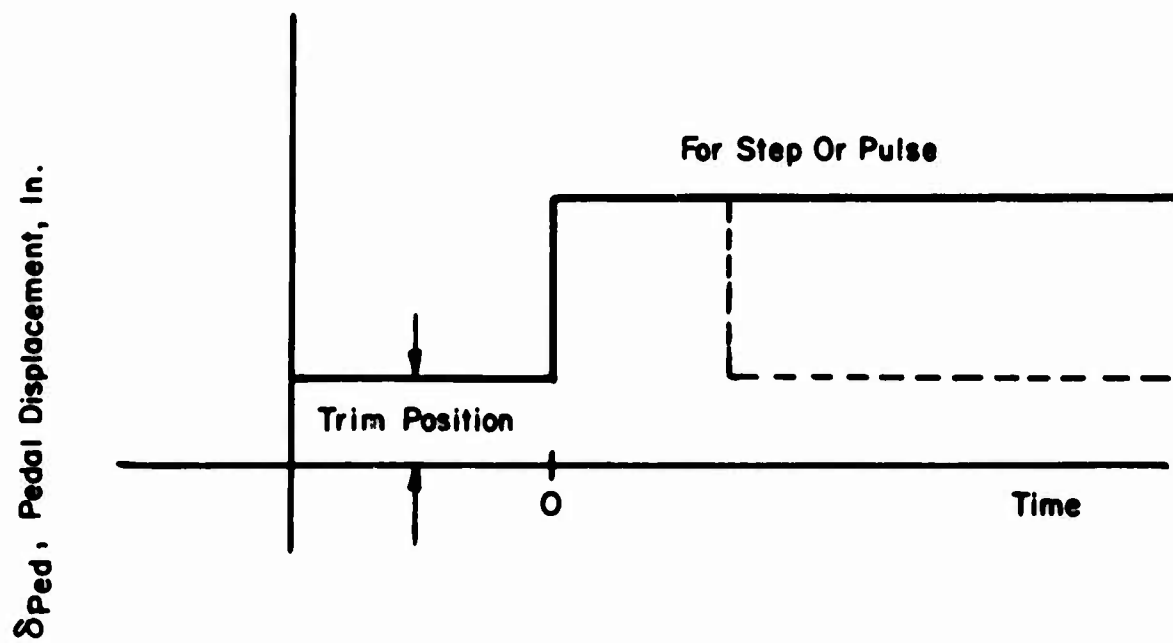 δPed, Pedal Displacement, In.
For Step Or Pulse
Trim Position
0
Time